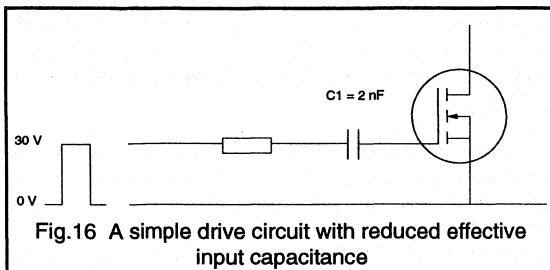 C1 = 2 nF
30 V
0 V
Fig.16 A simple drive circuit with reduced effective
input capacitance